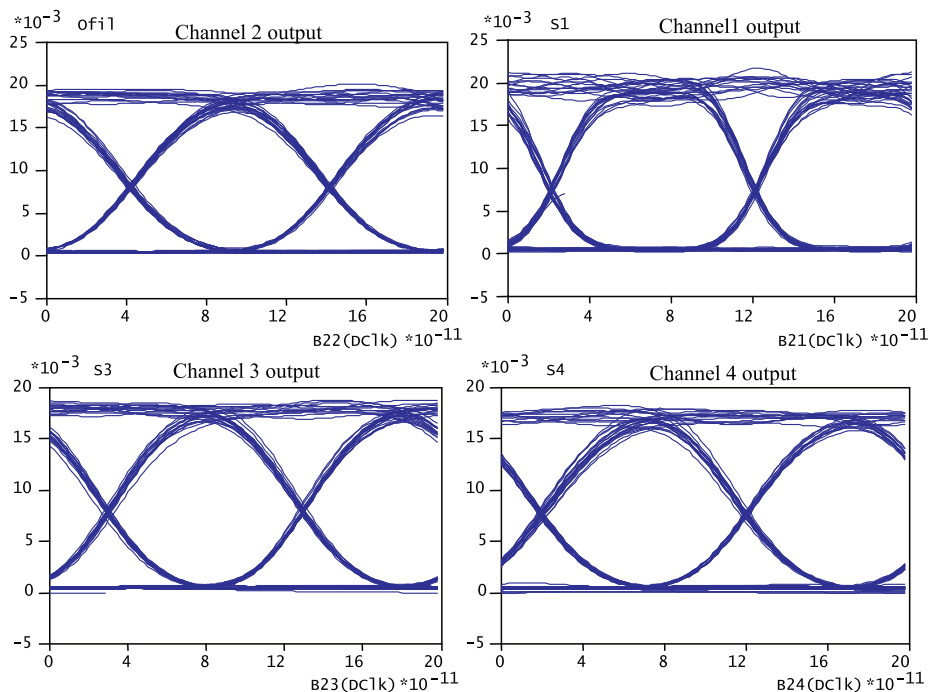 *10⁻³ Ofil Channel 2 output
25
20
15
10
5
0
−5
0 4 8 12 16 20
B22(DClk) *10⁻¹¹
*10⁻³ S1 Channel1 output
25
20
15
10
5
0
−5
0 4 8 12 16 20
B21(DClk) *10⁻¹¹
*10⁻³ S3 Channel 3 output
20
15
10
5
0
−5
0 4 8 12 16 20
B23(DClk) *10⁻¹¹
*10⁻³ S4 Channel 4 output
20
15
10
5
0
−5
0 4 8 12 16 20
B24(DClk) *10⁻¹¹